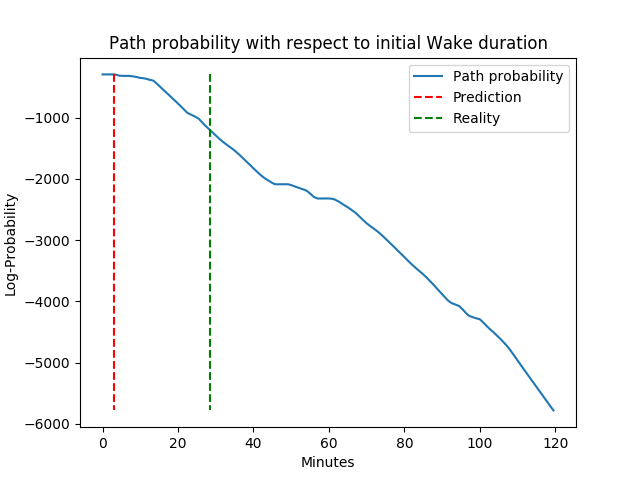 Path probability with respect to initial Wake duration
Path probability
Prediction
Reality
Log-Probability
−1000
−2000
−3000
−4000
−5000
−6000
0 20 40 60 80 100 120
Minutes